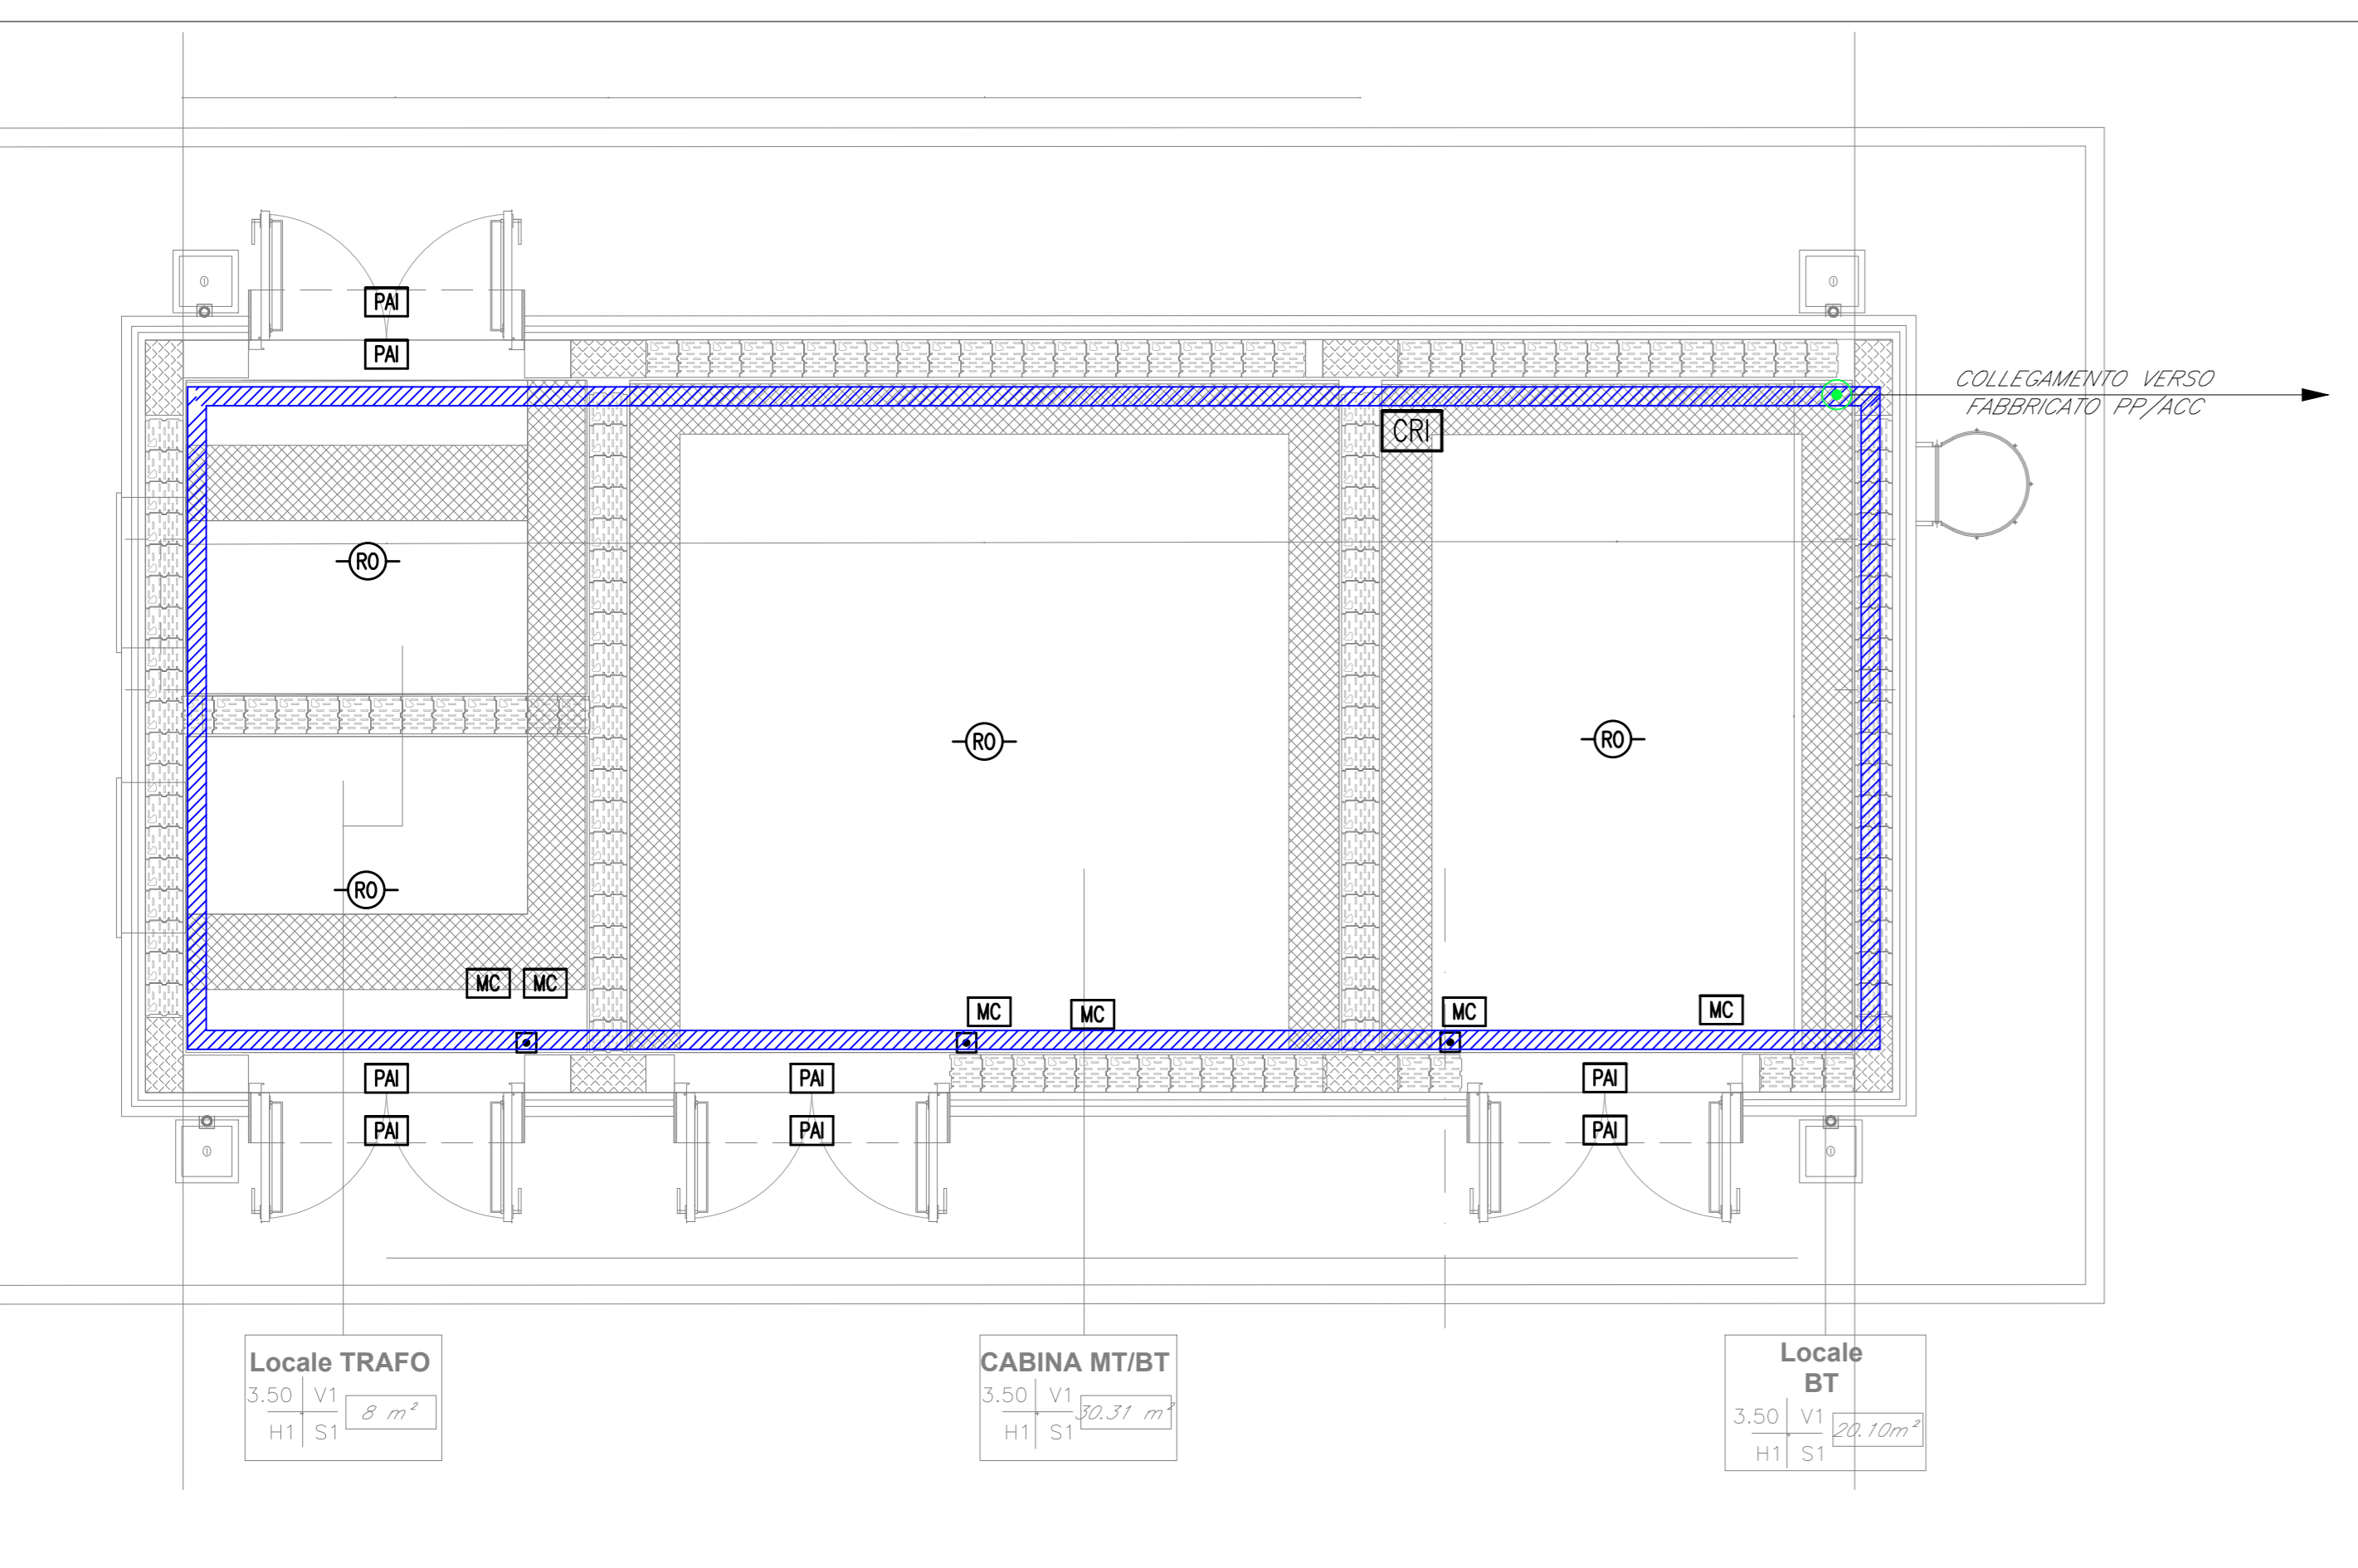 PAI
PAI
COLLEGAMENTO VERSO
FABBRICATO PP/ACC
CRI
RO
RO
RO
RO
MC
MC
MC
MC
MC
MC
PAI
PAI
PAI
PAI
PAI
PAI
Locale TRAFO
3.50 V1
8 m²
H1 S1
CABINA MT/BT
3.50 V1
30.31 m²
H1 S1
Locale
BT
3.50 V1
20.10m²
H1 S1